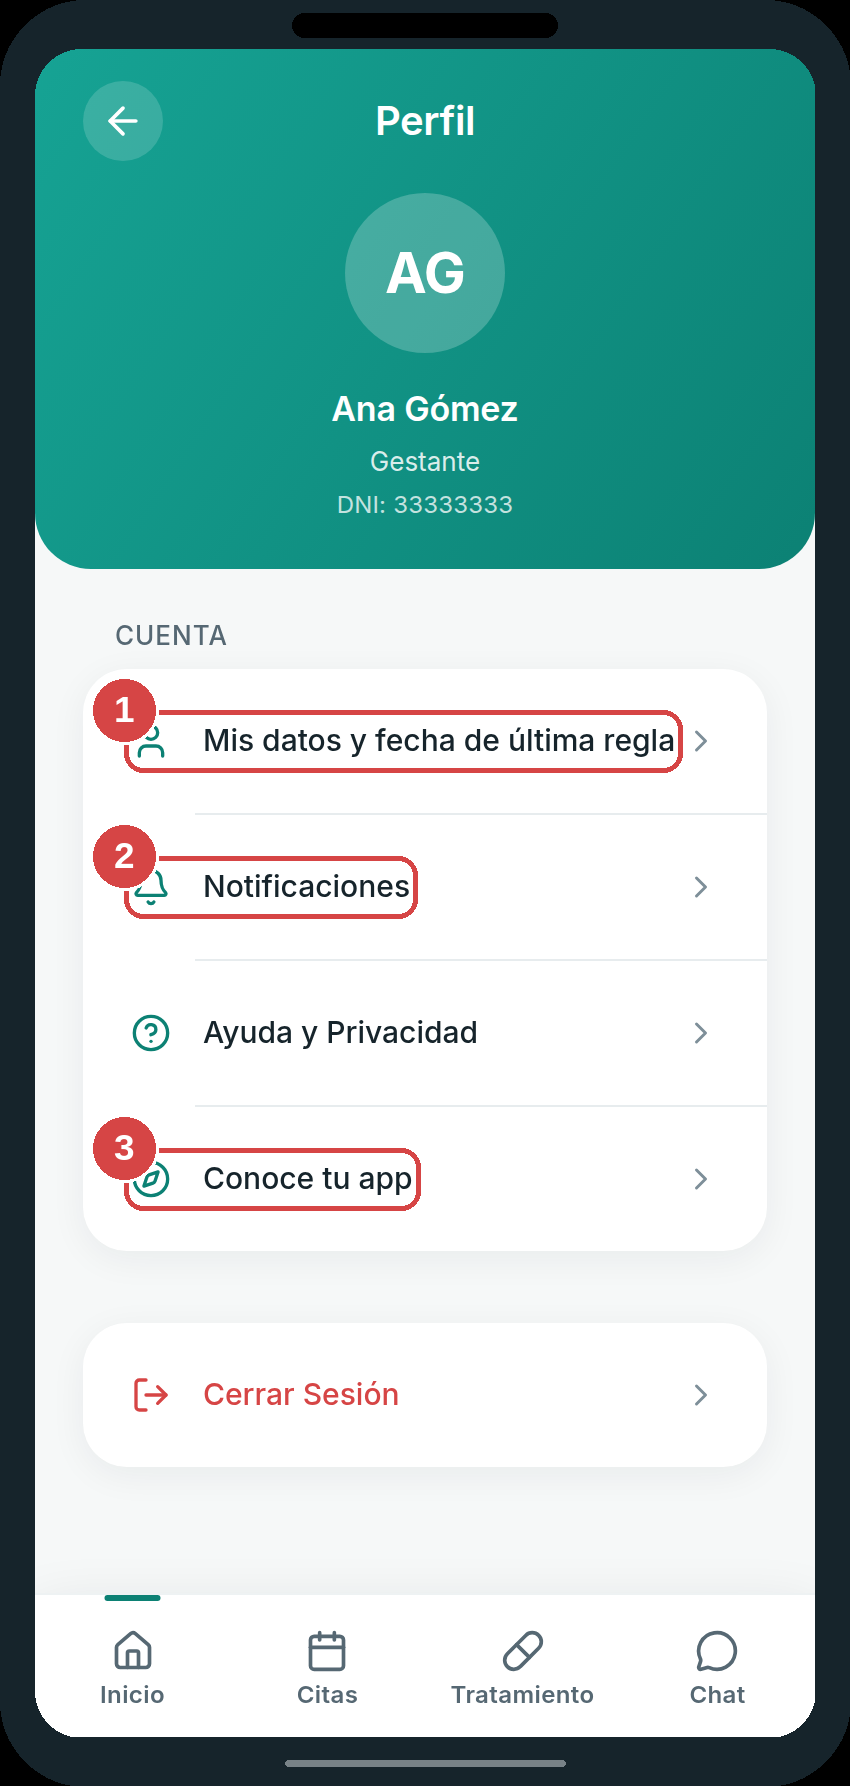 Perfil
AG
Ana Gómez
Gestante
DNI: 33333333
CUENTA
1
Mis datos y fecha de última regla
2
Notificaciones
Ayuda y Privacidad
3
Conoce tu app
Cerrar Sesión
Inicio
Citas
Tratamiento
Chat